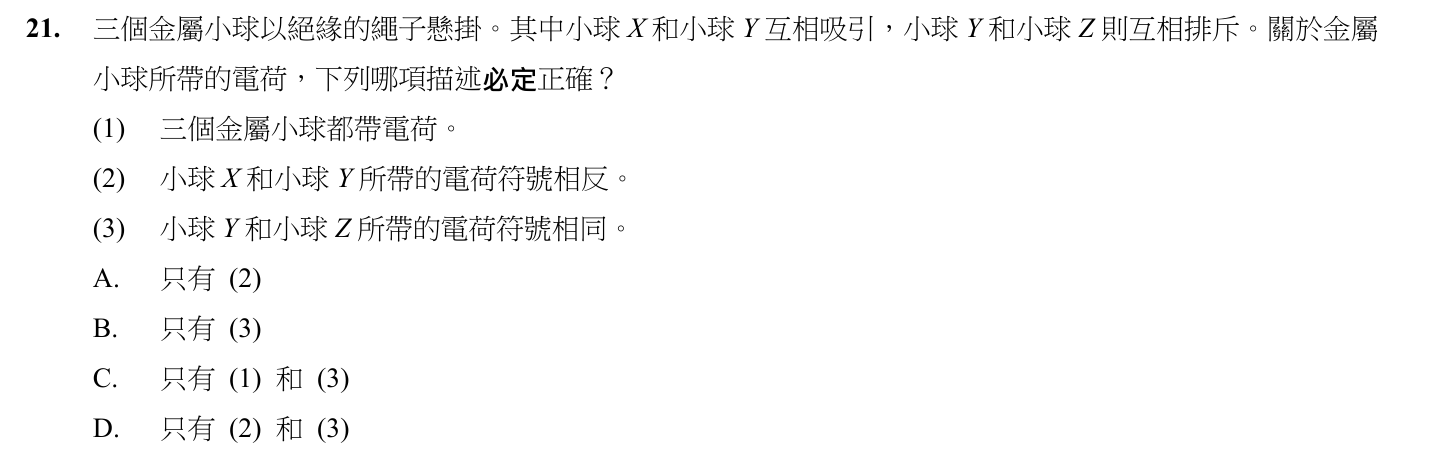 21. 三個金屬小球以絕緣的繩子懸掛。其中小球 X 和小球 Y 互相吸引，小球 Y 和小球 Z 則互相排斥。關於金屬
小球所帶的電荷，下列哪項描述必定正確？
(1) 三個金屬小球都帶電荷。
(2) 小球 X 和小球 Y 所帶的電荷符號相反。
(3) 小球 Y 和小球 Z 所帶的電荷符號相同。
A. 只有 (2)
B. 只有 (3)
C. 只有 (1) 和 (3)
D. 只有 (2) 和 (3)